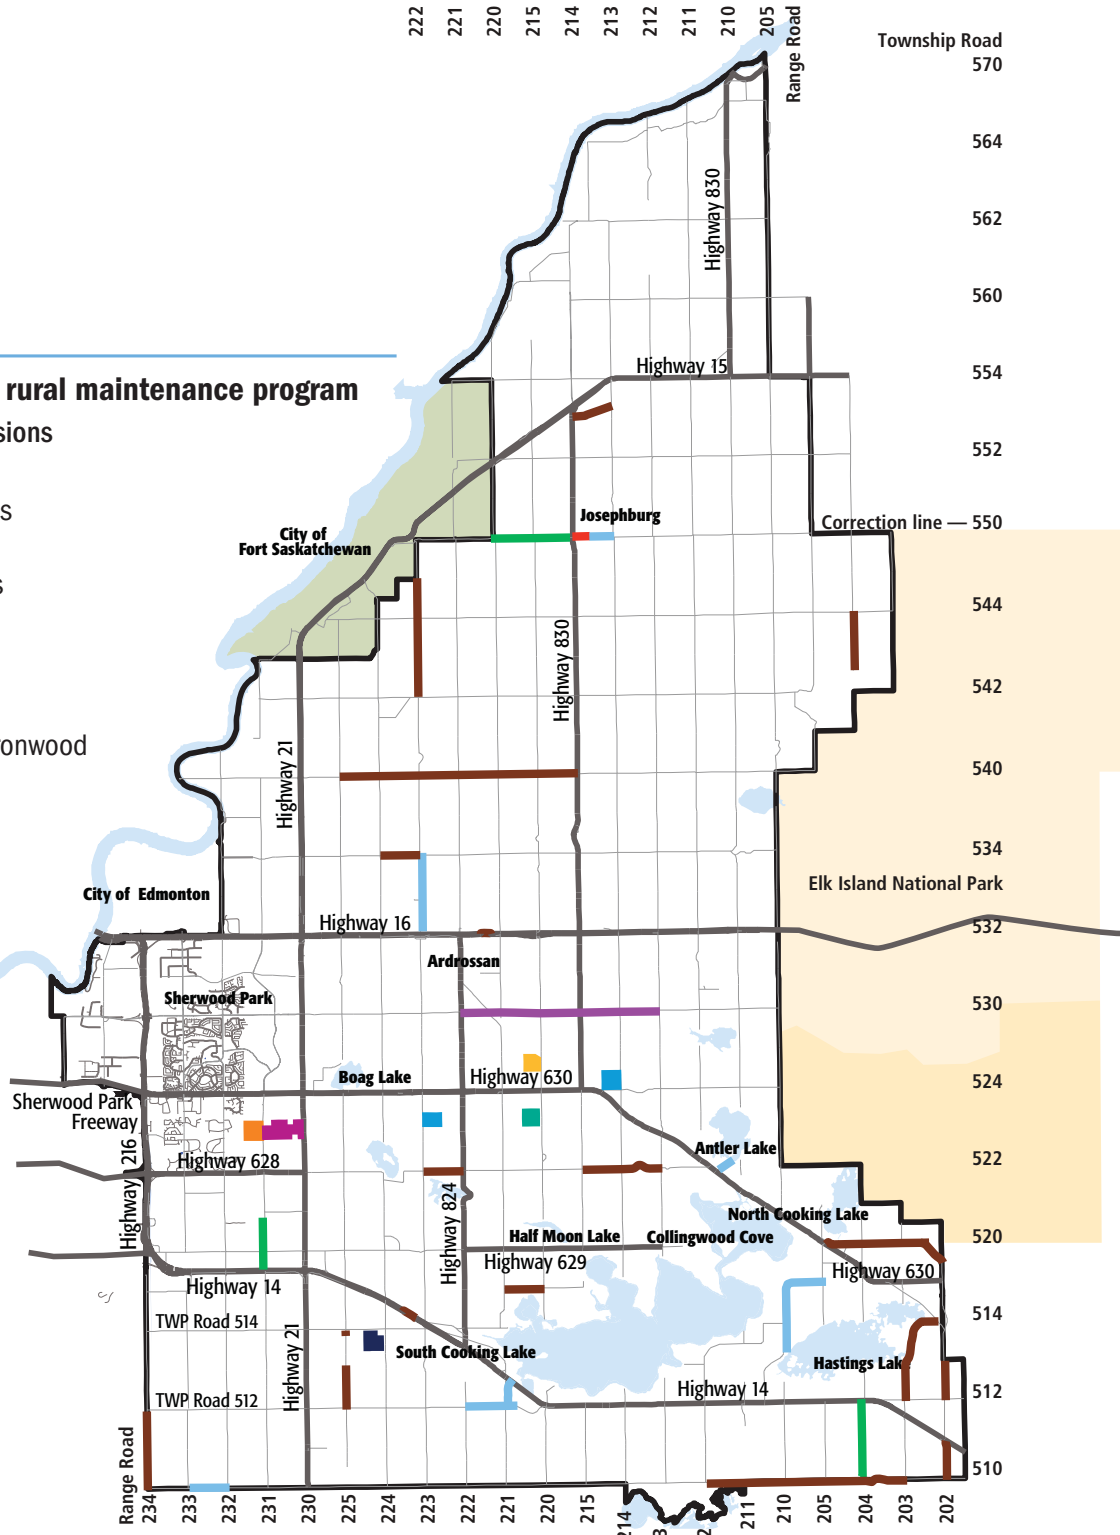 222
221
220
215
214
213
212
211
210
205
Range Road
Township Road
570
564
Highway 830
562
560
Highway 15
554
rural maintenance program
sions
552
s
Josephburg
Correction line — 550
City of
Fort Saskatchewan
s
544
Highway 830
542
onwood
Highway 21
540
534
City of Edmonton
Elk Island National Park
Highway 16
532
Ardrossan
Sherwood Park
530
Boag Lake
Highway 630
524
Sherwood Park
Freeway
Highway 216
Highway 628
Antler Lake
522
Highway 824
North Cooking Lake
Half Moon Lake
Collingwood Cove
520
Highway 629
Highway 630
Highway 14
TWP Road 514
514
Highway 21
South Cooking Lake
Hastings Lak
Highway 14
512
TWP Road 512
Range Road
510
234
233
232
231
230
225
224
223
222
221
220
215
214
211
210
205
204
203
202